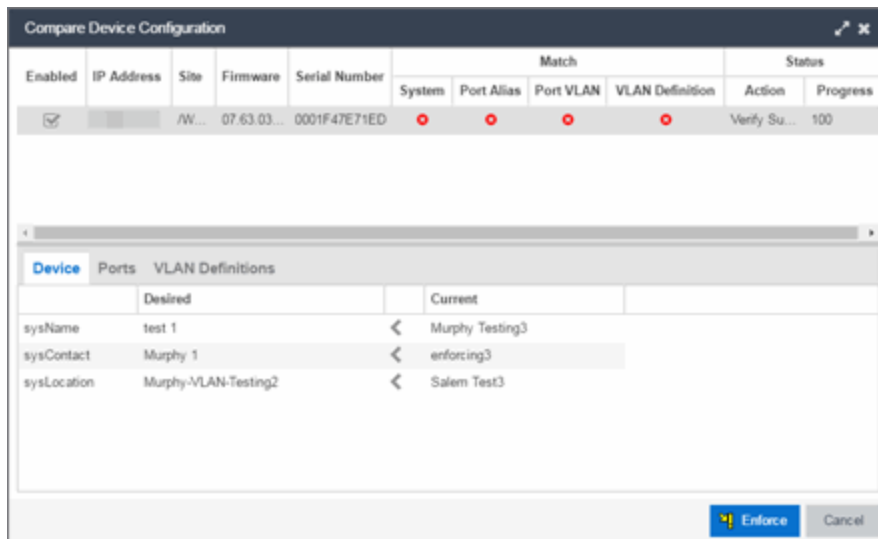 Compare Device Configuration
Match Status
Enabled IP Address Site Firmware Serial Number
System Port Alias Port VLAN VLAN Definition Action Progress
/W... 07.63.03... 0001F47E71ED Verify Su... 100
Device Ports VLAN Definitions
Desired Current
sysName test 1 Murphy Testing3
sysContact Murphy 1 enforcing3
sysLocation Murphy-VLAN-Testing2 Salem Test3
Enforce Cancel